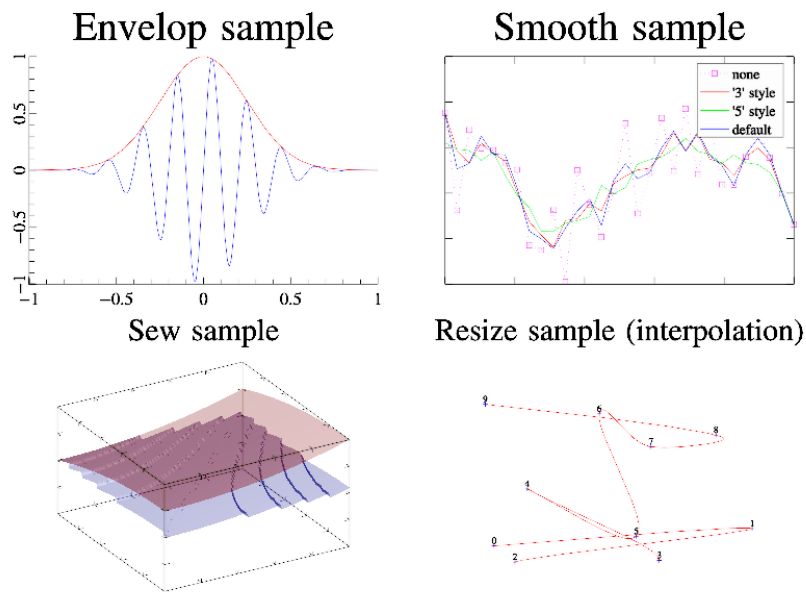 Envelop sample
Smooth sample
1
0.5
0
−0.5
−1
−1 −0.5 0 0.5 1
none
'3' style
'5' style
default
Sew sample
Resize sample (interpolation)
9
6
8
7
4
5
1
0
2
3